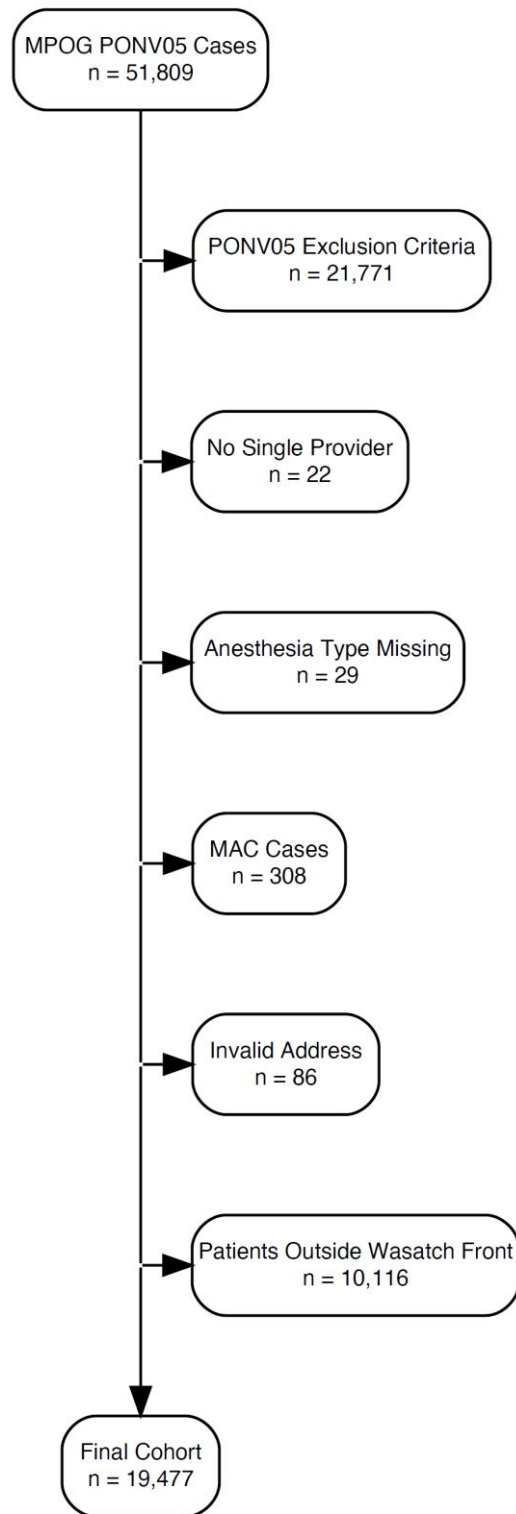 MPOG PONV05 Cases
n = 51,809
PONV05 Exclusion Criteria
n = 21,771
No Single Provider
n = 22
Anesthesia Type Missing
n = 29
MAC Cases
n = 308
Invalid Address
n = 86
Patients Outside Wasatch Front
n = 10,116
Final Cohort
n = 19,477